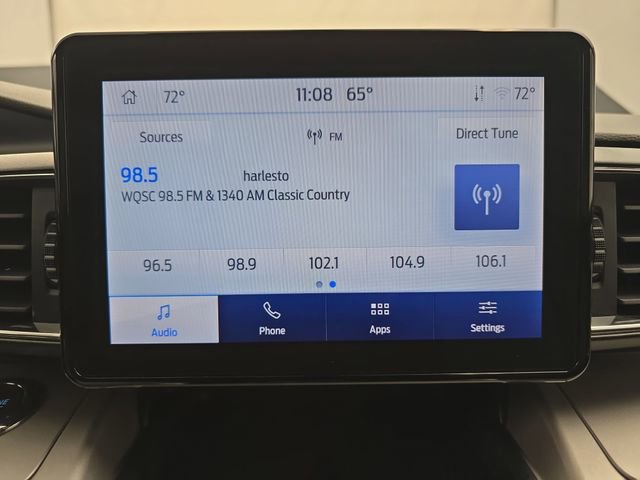 72° 11:08 65° 72°
Sources FM Direct Tune
98.5 harlesto
WQSC 98.5 FM & 1340 AM Classic Country
96.5 98.9 102.1 104.9 106.1
Audio Phone Apps Settings